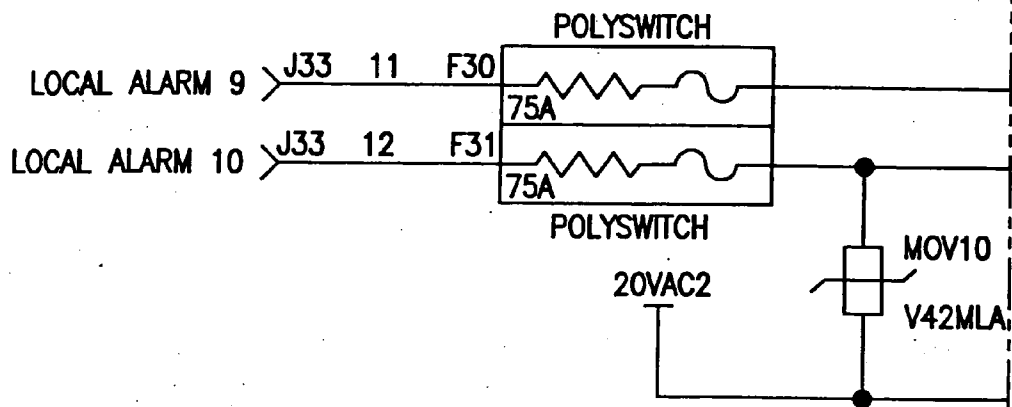 POLYSWITCH
LOCAL ALARM 9 J33 11 F30
75A
LOCAL ALARM 10 J33 12 F31
75A
POLYSWITCH
MOV10
20VAC2
V42MLA